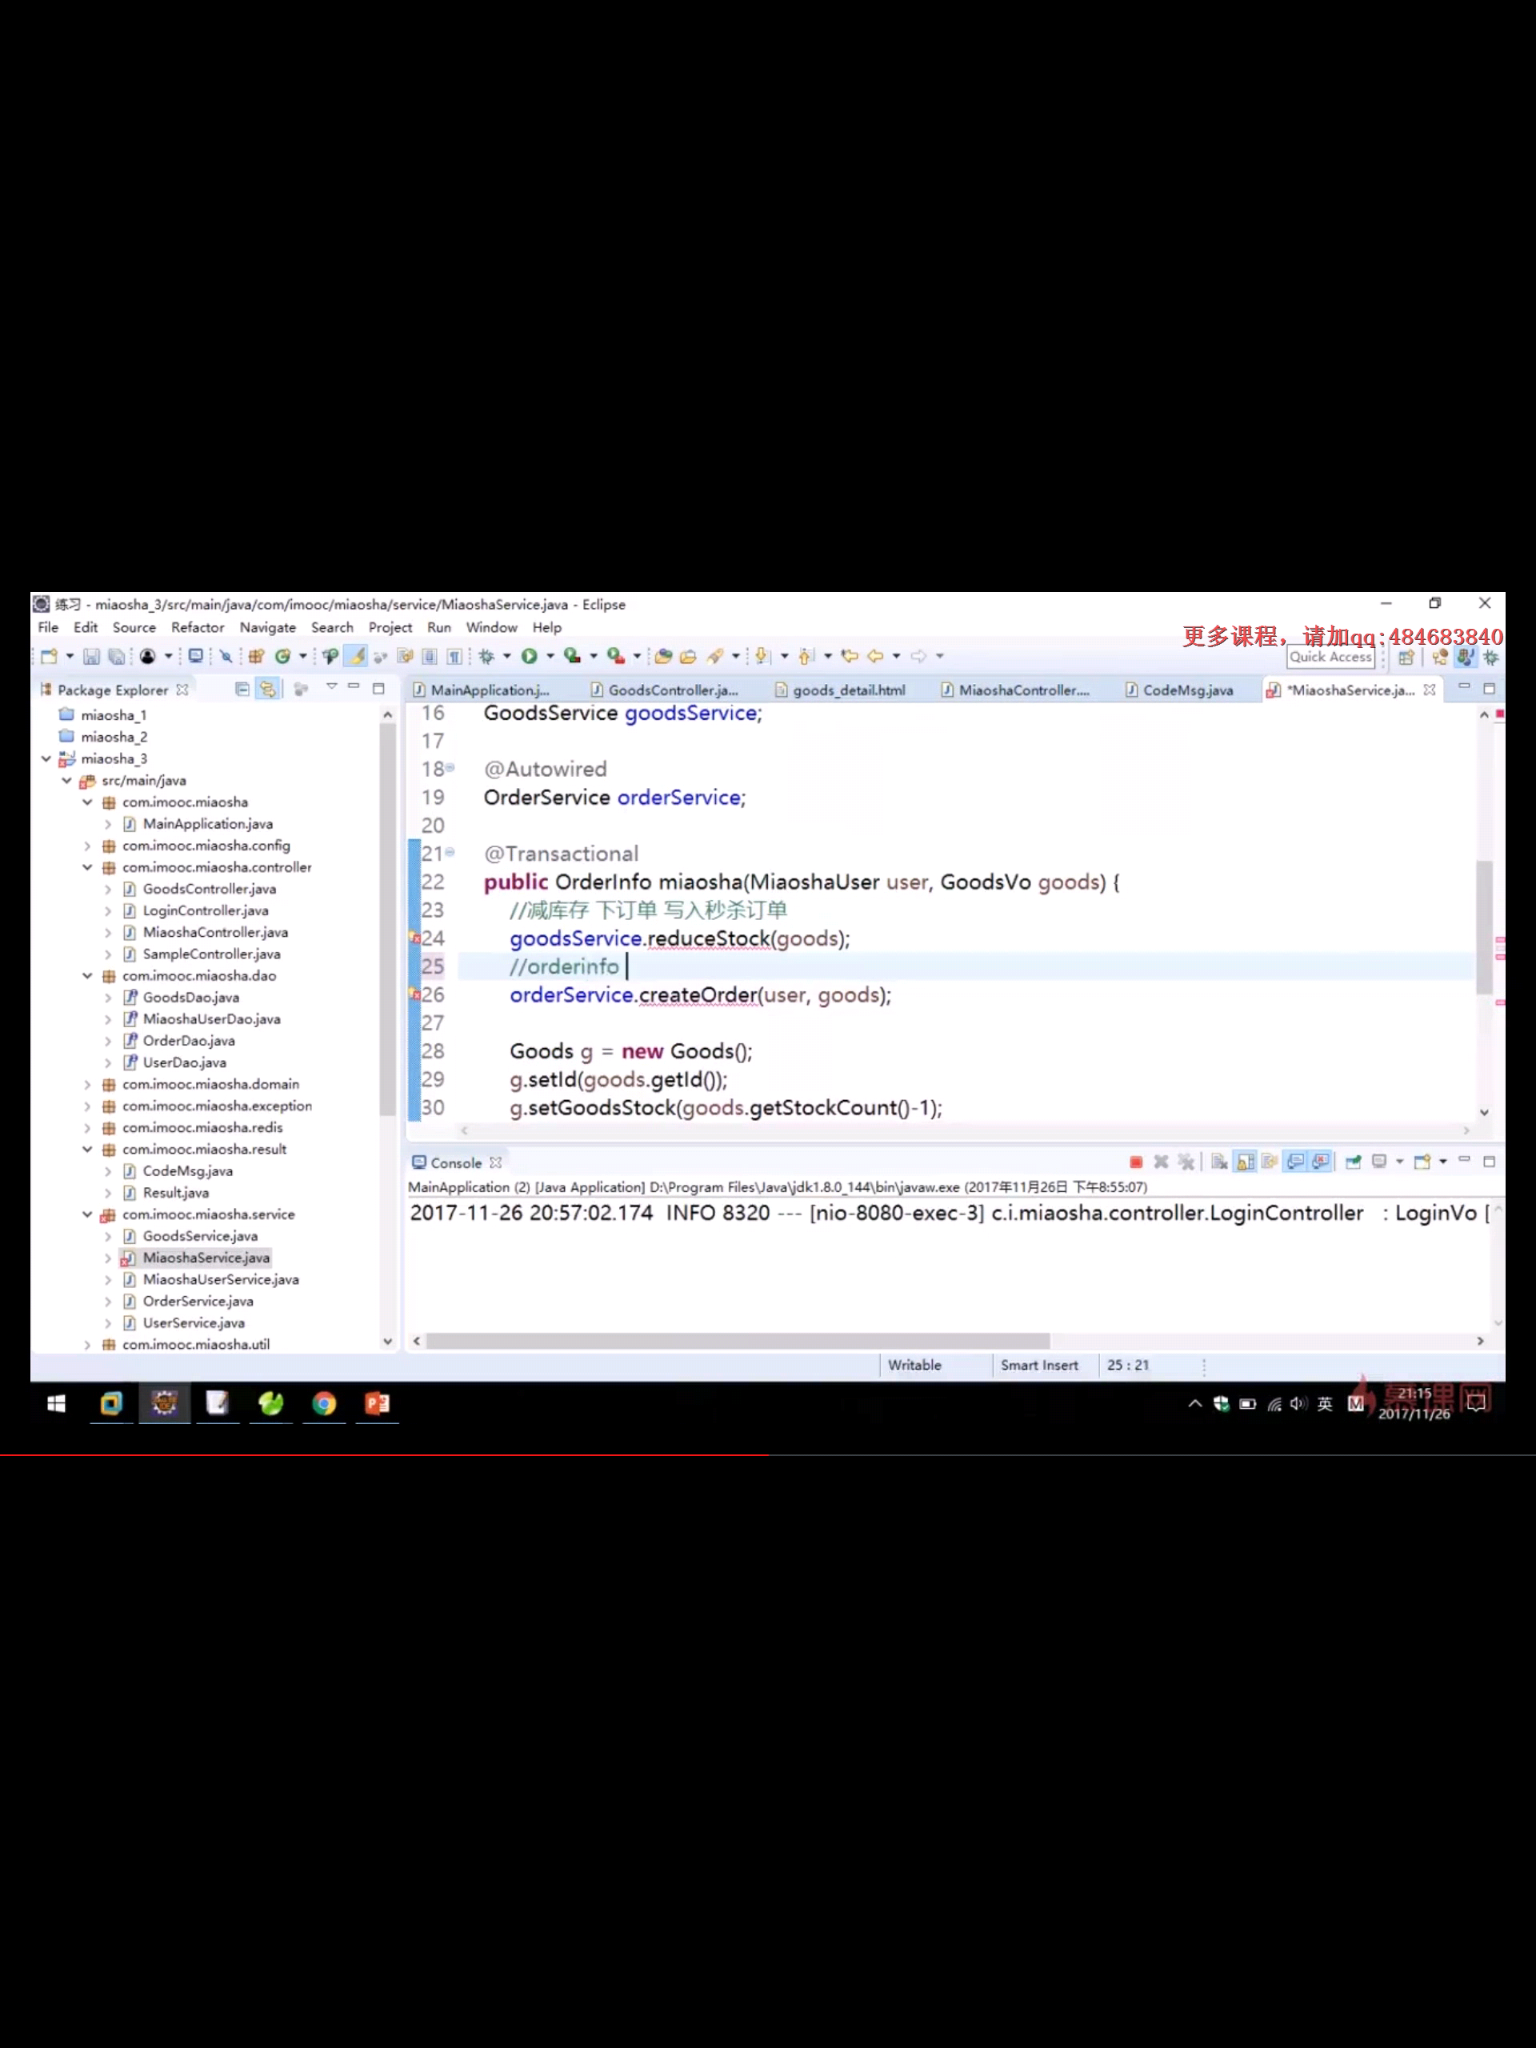 练习 - miaosha_3/src/main/java/com/imooc/miaosha/service/MiaoshaService.java - Eclipse
File Edit Source Refactor Navigate Search Project Run Window Help
更多课程，请加qq:484683840
Quick Access
Package Explorer
miaosha_1
miaosha_2
miaosha_3
src/main/java
com.imooc.miaosha
MainApplication.java
com.imooc.miaosha.config
com.imooc.miaosha.controller
GoodsController.java
LoginController.java
MiaoshaController.java
SampleController.java
com.imooc.miaosha.dao
GoodsDao.java
MiaoshaUserDao.java
OrderDao.java
UserDao.java
com.imooc.miaosha.domain
com.imooc.miaosha.exception
com.imooc.miaosha.redis
com.imooc.miaosha.result
CodeMsg.java
Result.java
com.imooc.miaosha.service
GoodsService.java
MiaoshaService.java
MiaoshaUserService.java
OrderService.java
UserService.java
com.imooc.miaosha.util
MainApplication.j... GoodsController.ja... goods_detail.html MiaoshaController.... CodeMsg.java *MiaoshaService.ja...
16 GoodsService goodsService;
17
18 @Autowired
19 OrderService orderService;
20
21 @Transactional
22 public OrderInfo miaosha(MiaoshaUser user, GoodsVo goods) {
23 //减库存 下订单 写入秒杀订单
24 goodsService.reduceStock(goods);
25 //orderinfo
26 orderService.createOrder(user, goods);
27
28 Goods g = new Goods();
29 g.setId(goods.getId());
30 g.setGoodsStock(goods.getStockCount()-1);
Console
MainApplication (2) [Java Application] D:\Program Files\Java\jdk1.8.0_144\bin\javaw.exe (2017年11月26日 下午8:55:07)
2017-11-26 20:57:02.174 INFO 8320 --- [nio-8080-exec-3] c.i.miaosha.controller.LoginController : LoginVo [
Writable Smart Insert 25 : 21
英
慕课网
21:15
2017/11/26